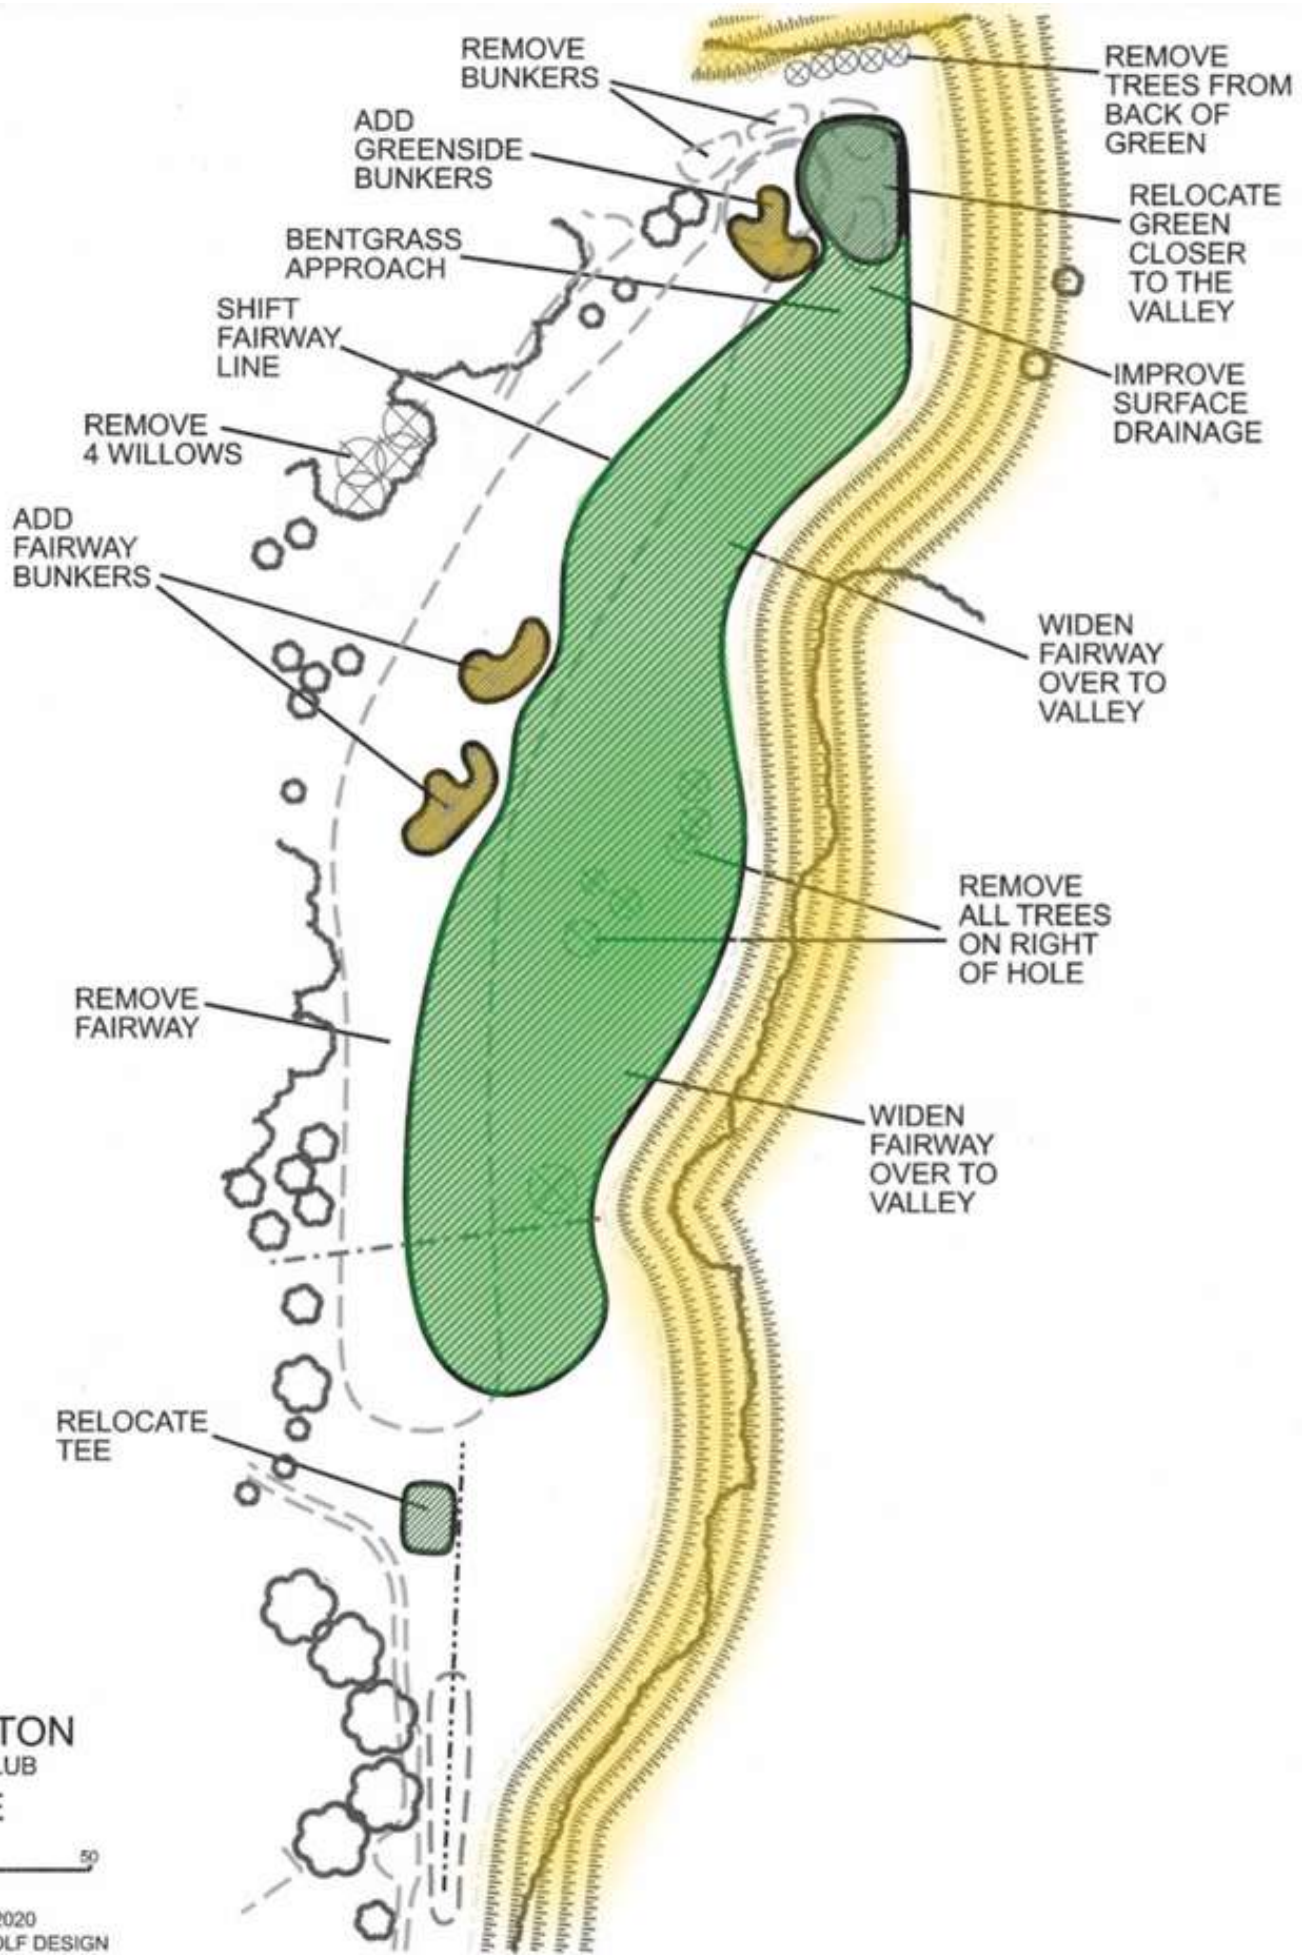 REMOVE
BUNKERS
REMOVE
TREES FROM
BACK OF
GREEN
ADD
GREENSIDE
BUNKERS
RELOCATE
GREEN
CLOSER
TO THE
VALLEY
BENTGRASS
APPROACH
SHIFT
FAIRWAY
LINE
IMPROVE
SURFACE
DRAINAGE
REMOVE
4 WILLOWS
ADD
FAIRWAY
BUNKERS
WIDEN
FAIRWAY
OVER TO
VALLEY
REMOVE
ALL TREES
ON RIGHT
OF HOLE
REMOVE
FAIRWAY
WIDEN
FAIRWAY
OVER TO
VALLEY
RELOCATE
TEE
TON
LUB
50
2020
OLF DESIGN